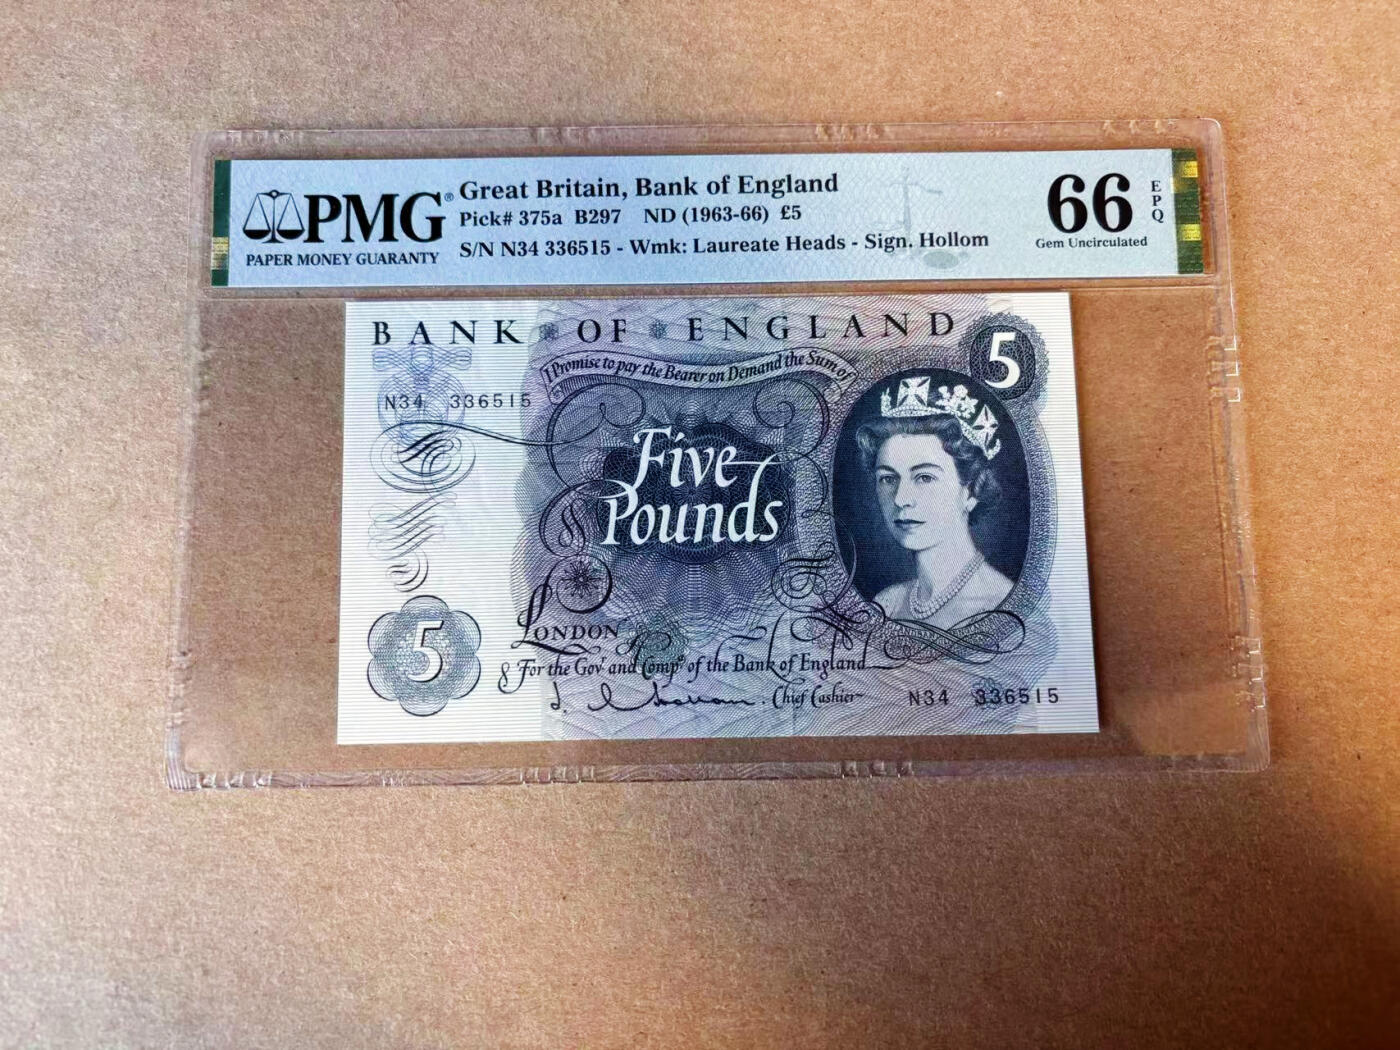 PMG®
PAPER MONEY GUARANTY
Great Britain, Bank of England
Pick# 375a B297 ND (1963-66) £5
S/N N34 336515 - Wmk: Laureate Heads - Sign. Hollom
66
Gem Uncirculated
EPQ
BANK OF ENGLAND
5
I Promise to pay the Bearer on Demand the Sum of
N34 336515
Five
Pounds
LONDON
5
For the Govr and Compa of the Bank of England
Chief Cashier
N34 336515